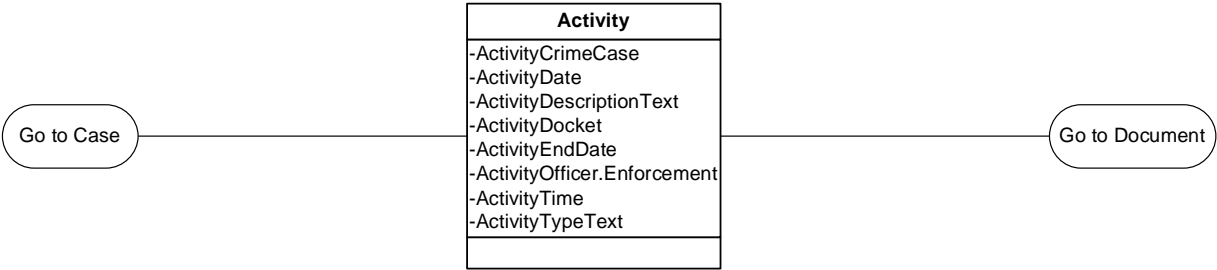 Activity
-ActivityCrimeCase
-ActivityDate
-ActivityDescriptionText
-ActivityDocket
-ActivityEndDate
-ActivityOfficer.Enforcement
-ActivityTime
-ActivityTypeText
Go to Case
Go to Document